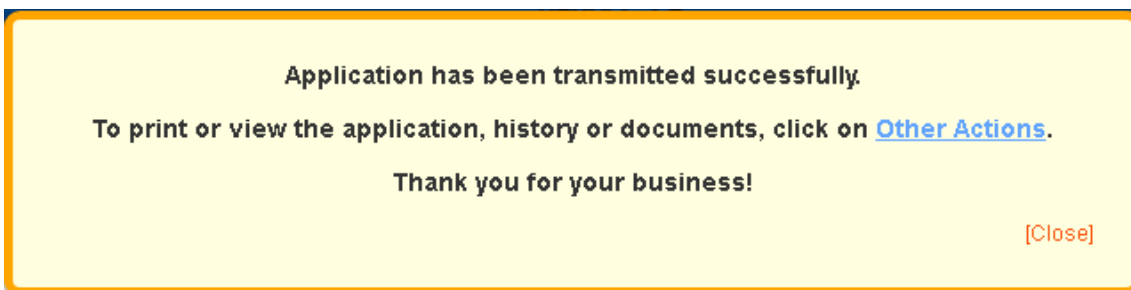 Application has been transmitted successfully.
To print or view the application, history or documents, click on Other Actions.
Thank you for your business!
[Close]